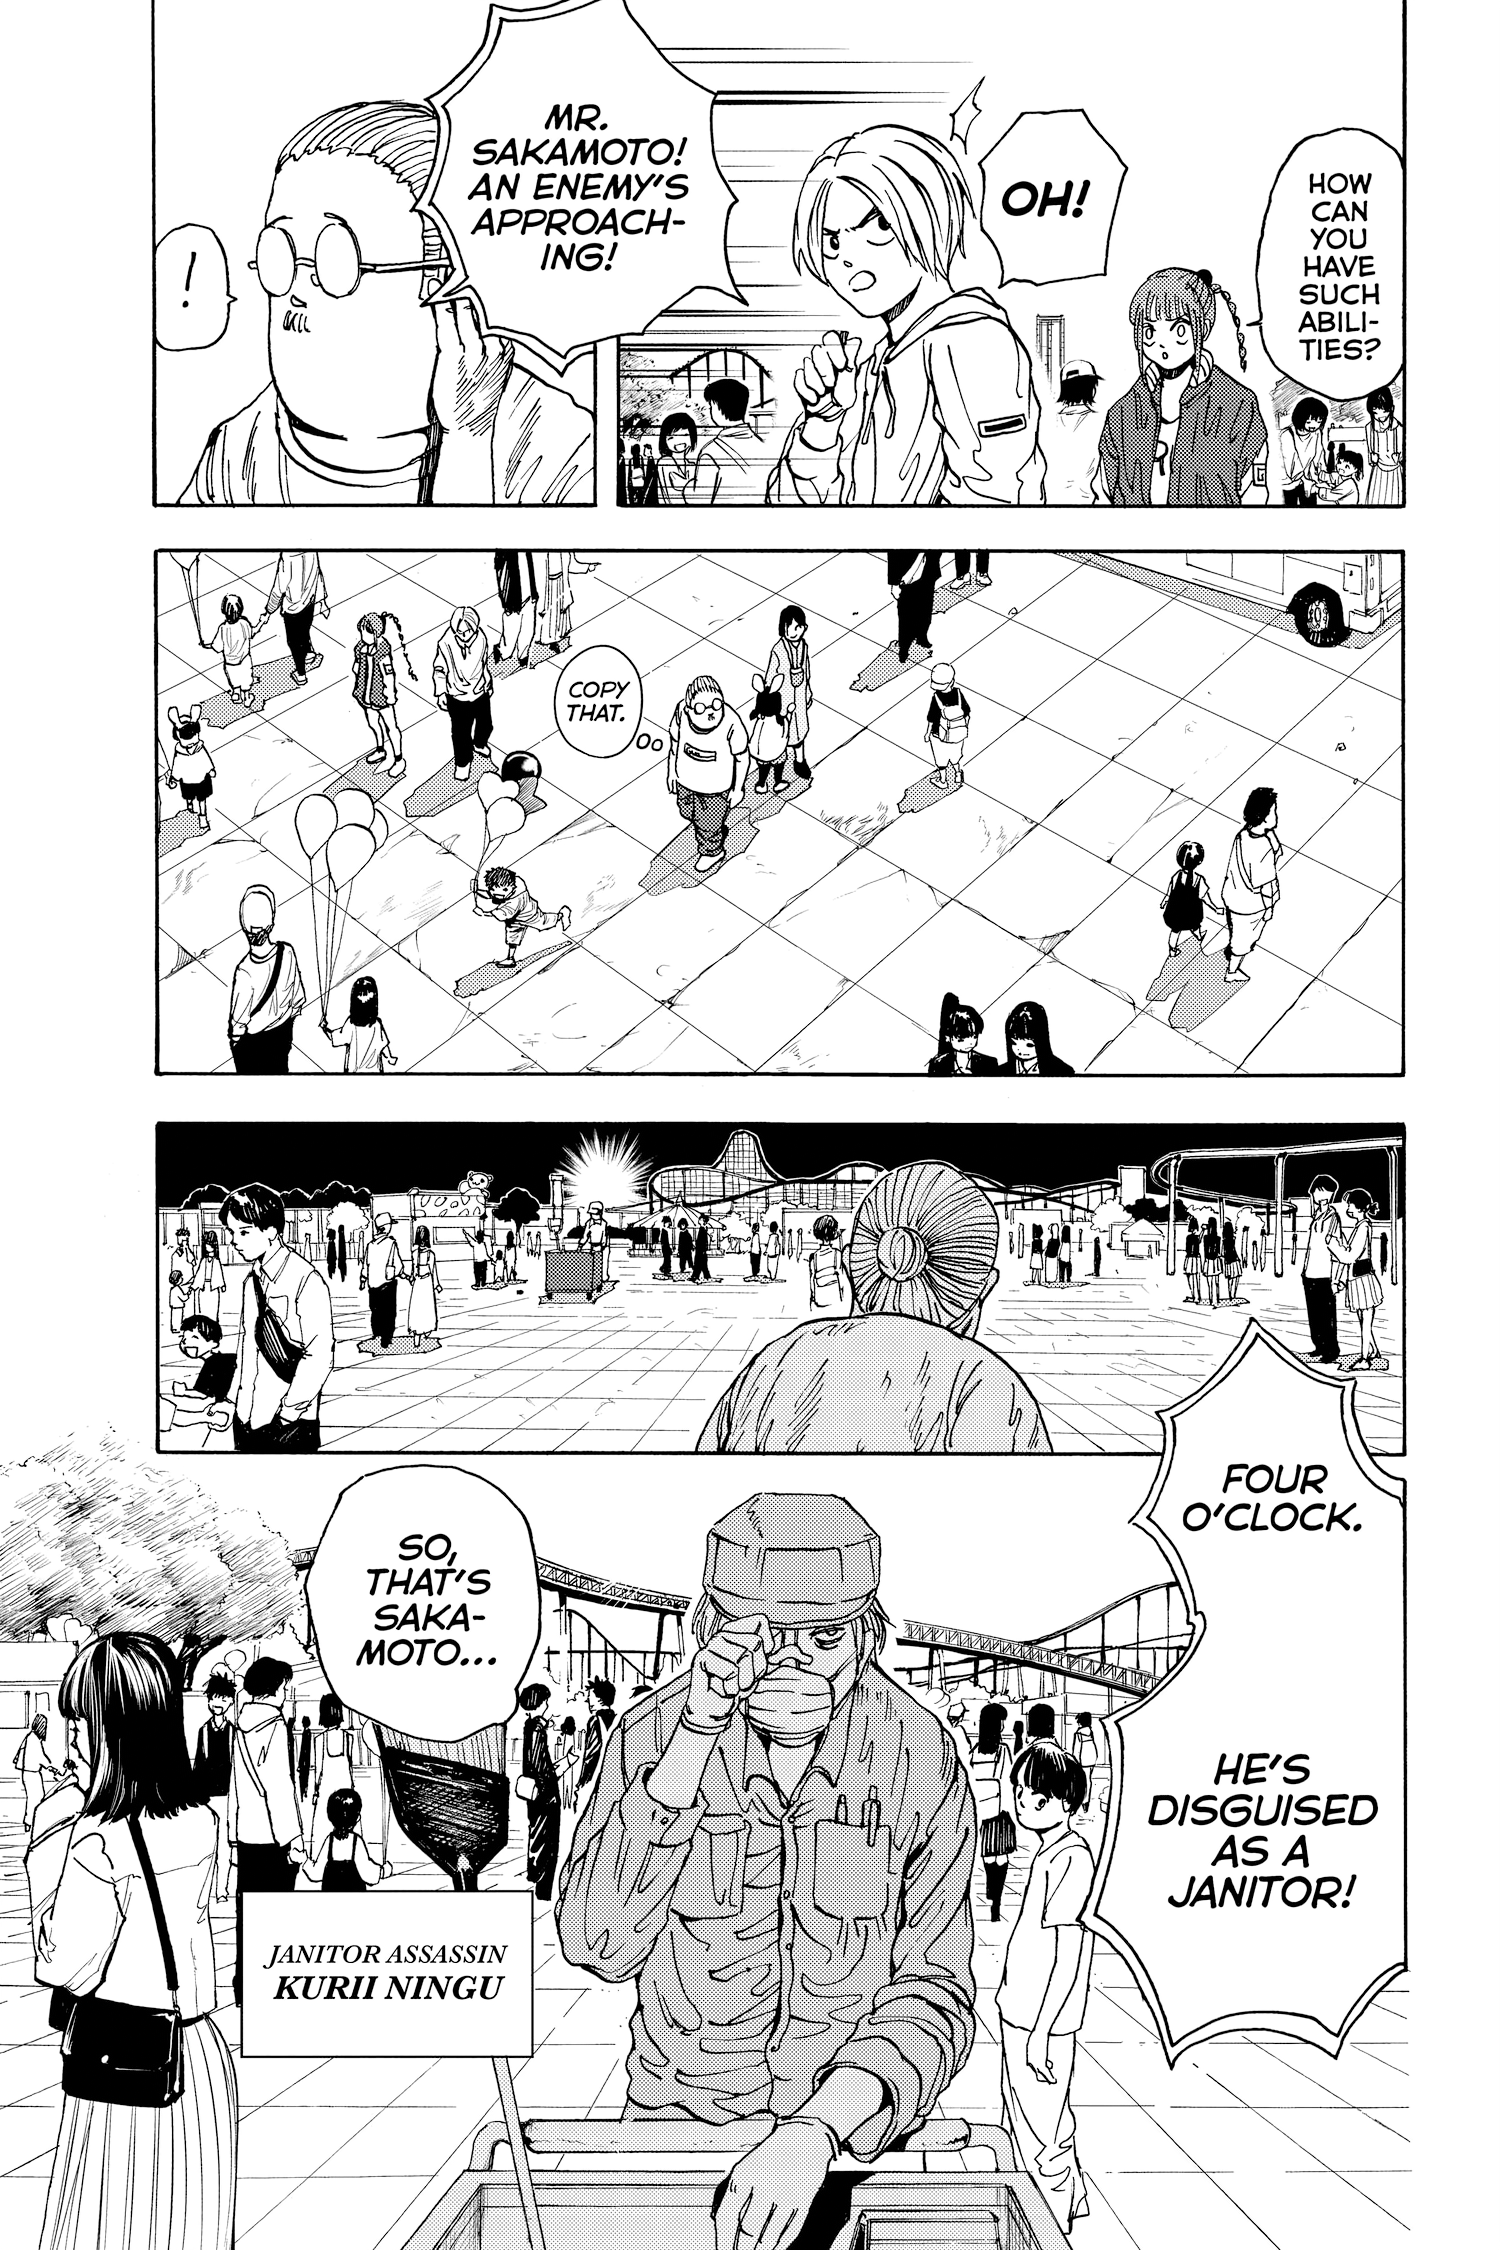 HOW
CAN
YOU
HAVE
SUCH
ABILI-
TIES?
OH!
MR.
SAKAMOTO!
AN ENEMY'S
APPROACH-
ING!
!
COPY
THAT.
FOUR
O'CLOCK.
HE'S
DISGUISED
AS A
JANITOR!
SO,
THAT'S
SAKA-
MOTO...
JANITOR ASSASSIN
KURII NINGU